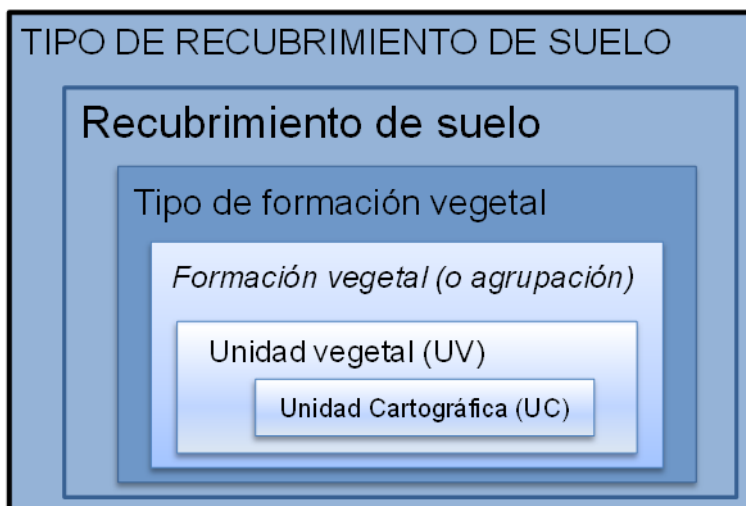 TIPO DE RECUBRIMIENTO DE SUELO
Recubrimiento de suelo
Tipo de formación vegetal
Formación vegetal (o agrupación)
Unidad vegetal (UV)
Unidad Cartográfica (UC)